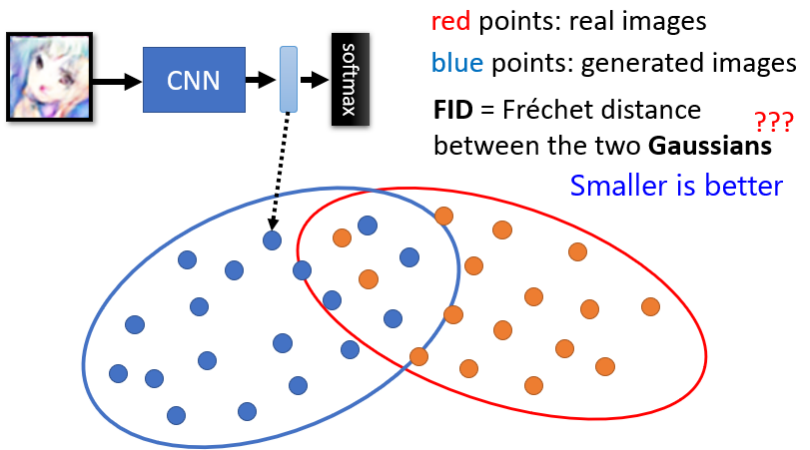 red points: real images
blue points: generated images
CNN
softmax
FID = Fréchet distance
between the two Gaussians
???
Smaller is better